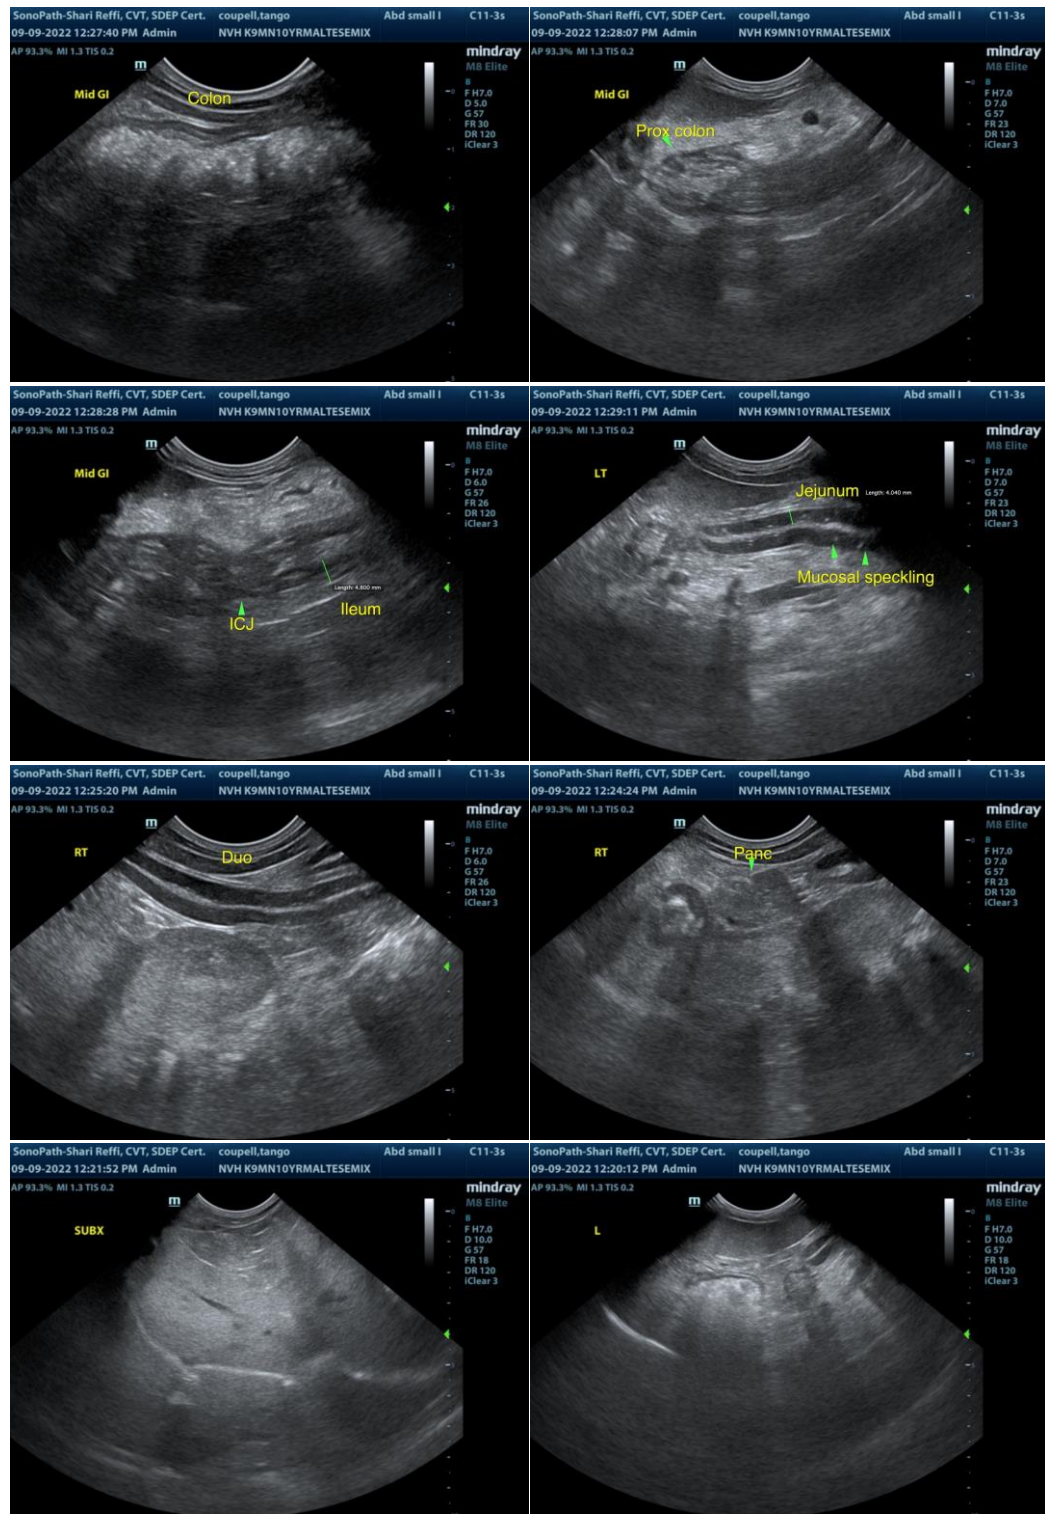 SonoPath-Shari Reffi, CVT, SDEP Cert. coupell,tango Abd small I C11-3s
09-09-2022 12:27:40 PM Admin NVH K9MN10YRMALTESEMIX
AP 93.3% MI 1.3 TIS 0.2 mindray
m M8 Elite
Mid GI
Colon
B
F H7.0
D 5.0
G 57
FR 30
DR 120
iClear 3
SonoPath-Shari Reffi, CVT, SDEP Cert. coupell,tango Abd small I C11-3s
09-09-2022 12:28:07 PM Admin NVH K9MN10YRMALTESEMIX
AP 93.3% MI 1.3 TIS 0.2 mindray
m M8 Elite
Mid GI
Prox colon
B
F H7.0
D 7.0
G 57
FR 23
DR 120
iClear 3
SonoPath-Shari Reffi, CVT, SDEP Cert. coupell,tango Abd small I C11-3s
09-09-2022 12:28:28 PM Admin NVH K9MN10YRMALTESEMIX
AP 93.3% MI 1.3 TIS 0.2 mindray
m M8 Elite
Mid GI
B
F H7.0
D 6.0
G 57
FR 26
DR 120
iClear 3
Length: 4.800 mm
Ileum
ICJ
SonoPath-Shari Reffi, CVT, SDEP Cert. coupell,tango Abd small I C11-3s
09-09-2022 12:29:11 PM Admin NVH K9MN10YRMALTESEMIX
AP 93.3% MI 1.3 TIS 0.2 mindray
m M8 Elite
LT
B
F H7.0
D 7.0
G 57
FR 23
DR 120
iClear 3
Jejunum Length: 4.040 mm
Mucosal speckling
SonoPath-Shari Reffi, CVT, SDEP Cert. coupell,tango Abd small I C11-3s
09-09-2022 12:25:20 PM Admin NVH K9MN10YRMALTESEMIX
AP 93.3% MI 1.3 TIS 0.2 mindray
m M8 Elite
RT
Duo
B
F H7.0
D 6.0
G 57
FR 26
DR 120
iClear 3
SonoPath-Shari Reffi, CVT, SDEP Cert. coupell,tango Abd small I C11-3s
09-09-2022 12:24:24 PM Admin NVH K9MN10YRMALTESEMIX
AP 93.3% MI 1.3 TIS 0.2 mindray
m M8 Elite
RT
Panc
B
F H7.0
D 7.0
G 57
FR 23
DR 120
iClear 3
SonoPath-Shari Reffi, CVT, SDEP Cert. coupell,tango Abd small I C11-3s
09-09-2022 12:21:52 PM Admin NVH K9MN10YRMALTESEMIX
AP 93.3% MI 1.3 TIS 0.2 mindray
m M8 Elite
SUBX
B
F H7.0
D 10.0
G 57
FR 18
DR 120
iClear 3
SonoPath-Shari Reffi, CVT, SDEP Cert. coupell,tango Abd small I C11-3s
09-09-2022 12:20:12 PM Admin NVH K9MN10YRMALTESEMIX
AP 93.3% MI 1.3 TIS 0.2 mindray
m M8 Elite
L
B
F H7.0
D 10.0
G 57
FR 18
DR 120
iClear 3